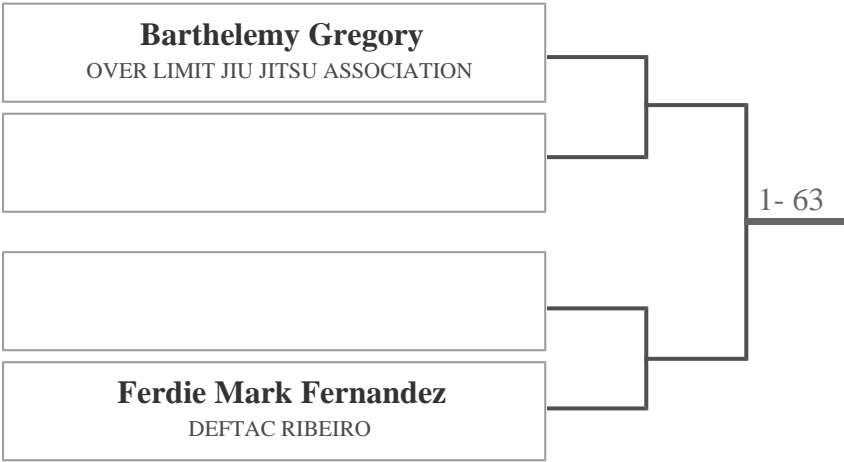 Barthelemy Gregory
OVER LIMIT JIU JITSU ASSOCIATION
1- 63
Ferdie Mark Fernandez
DEFTAC RIBEIRO